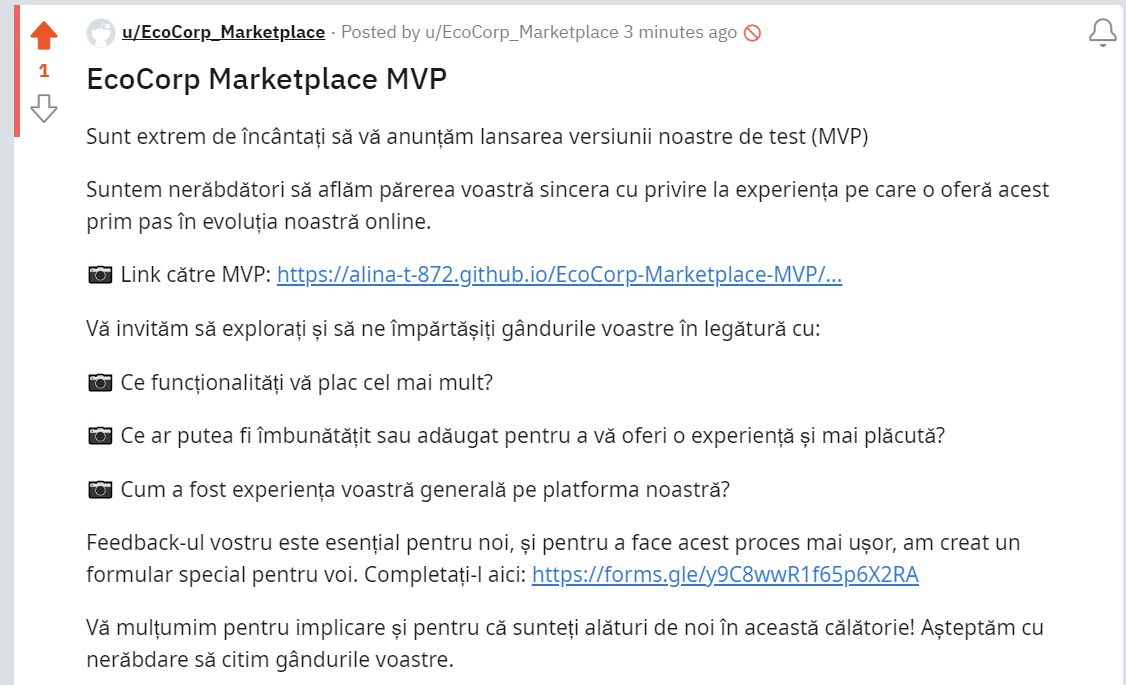 u/EcoCorp_Marketplace · Posted by u/EcoCorp_Marketplace 3 minutes ago
1
EcoCorp Marketplace MVP
Sunt extrem de încântați să vă anunțăm lansarea versiunii noastre de test (MVP)
Suntem nerăbdători să aflăm părerea voastră sincera cu privire la experiența pe care o oferă acest
prim pas în evoluția noastră online.
📷 Link către MVP: https://alina-t-872.github.io/EcoCorp-Marketplace-MVP/...
Vă invităm să explorați și să ne împărtășiți gândurile voastre în legătură cu:
📷 Ce funcționalități vă plac cel mai mult?
📷 Ce ar putea fi îmbunătățit sau adăugat pentru a vă oferi o experiență și mai plăcută?
📷 Cum a fost experiența voastră generală pe platforma noastră?
Feedback-ul vostru este esențial pentru noi, și pentru a face acest proces mai ușor, am creat un
formular special pentru voi. Completați-l aici: https://forms.gle/y9C8wwR1f65p6X2RA
Vă mulțumim pentru implicare și pentru că sunteți alături de noi în această călătorie! Așteptăm cu
nerăbdare să citim gândurile voastre.